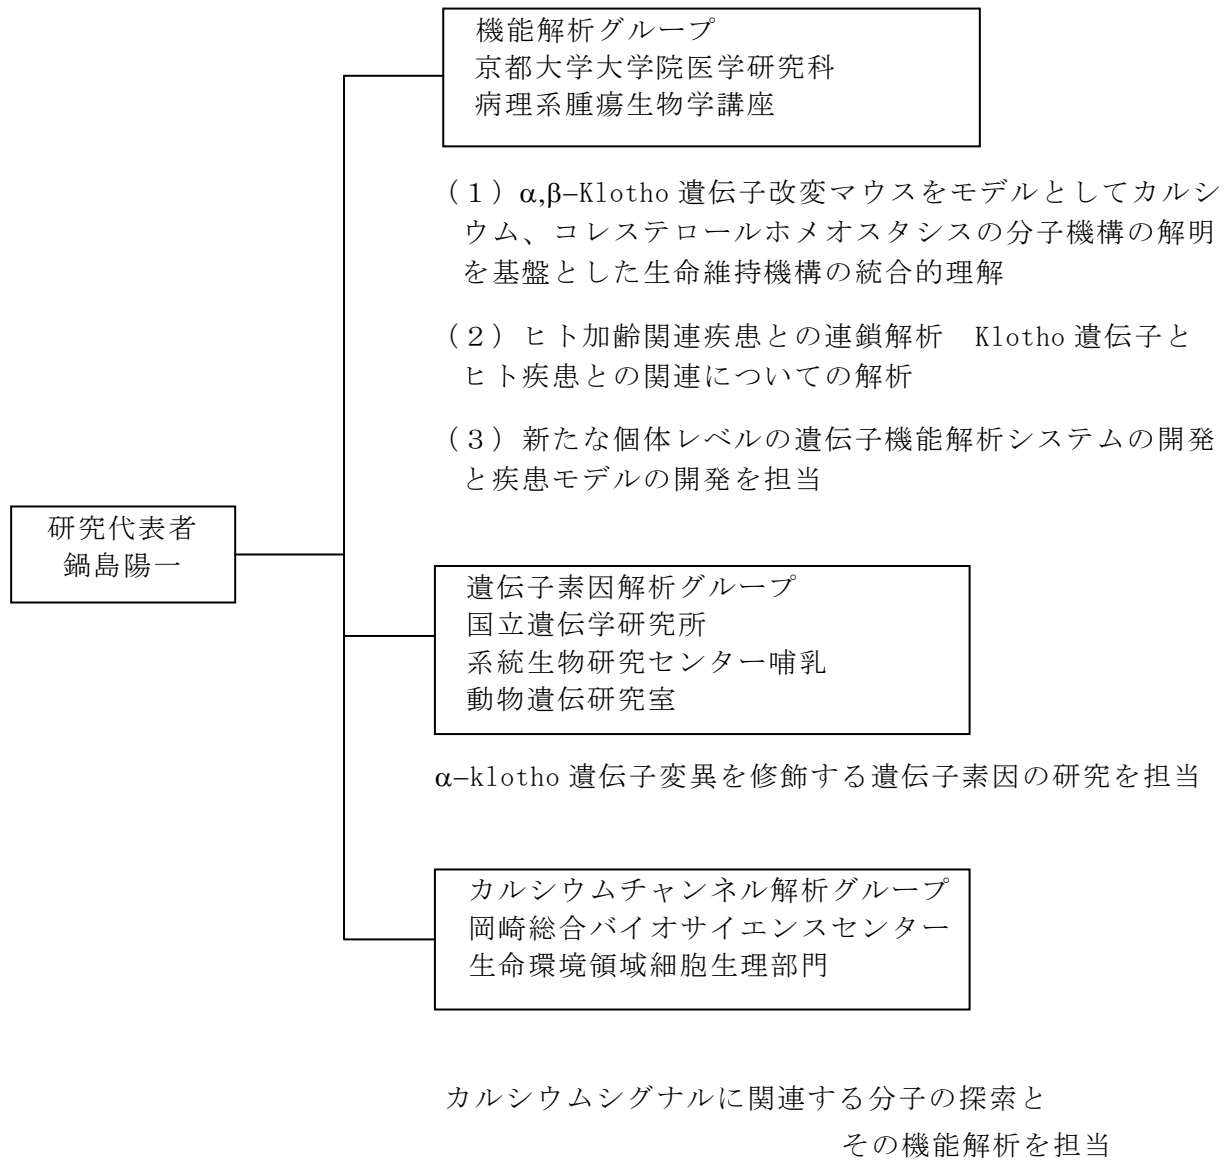 機能解析グループ
京都大学大学院医学研究科
病理系腫瘍生物学講座
（１）α,β–Klotho 遺伝子改変マウスをモデルとしてカルシ
ウム、コレステロールホメオスタシスの分子機構の解明
を基盤とした生命維持機構の統合的理解
（２）ヒト加齢関連疾患との連鎖解析　Klotho 遺伝子と
ヒト疾患との関連についての解析
（３）新たな個体レベルの遺伝子機能解析システムの開発
と疾患モデルの開発を担当
研究代表者
鍋島陽一
遺伝子素因解析グループ
国立遺伝学研究所
系統生物研究センター哺乳
動物遺伝研究室
α–klotho 遺伝子変異を修飾する遺伝子素因の研究を担当
カルシウムチャンネル解析グループ
岡崎総合バイオサイエンスセンター
生命環境領域細胞生理部門
カルシウムシグナルに関連する分子の探索と
その機能解析を担当